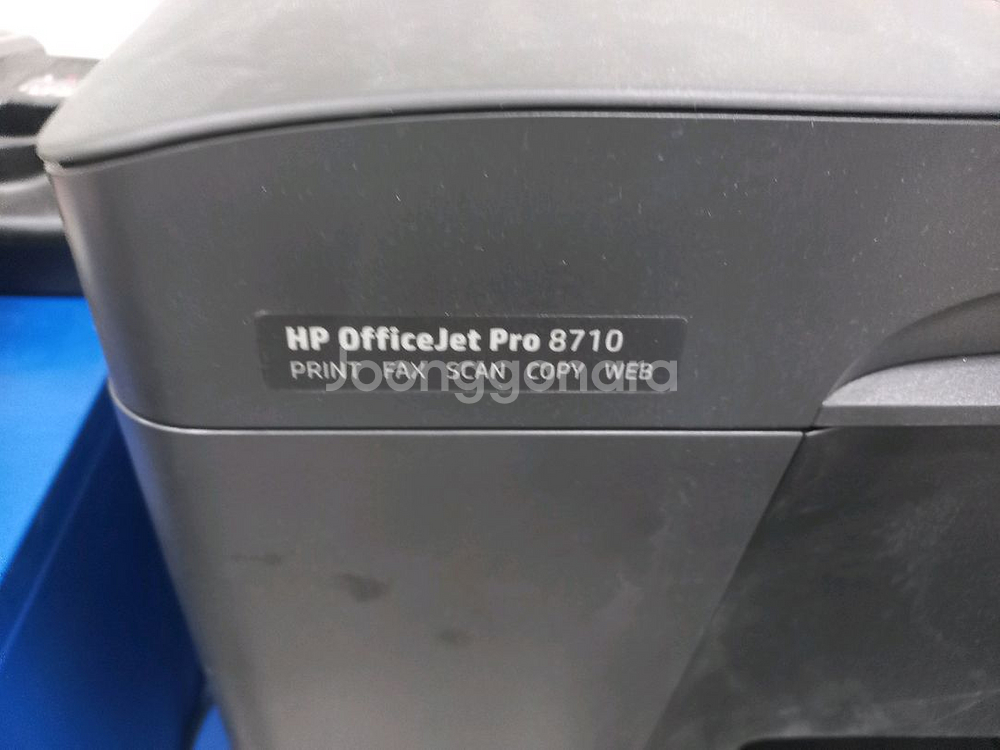 HP OfficeJet Pro 8710
PRINT FAX SCAN COPY WEB
Joonggonara